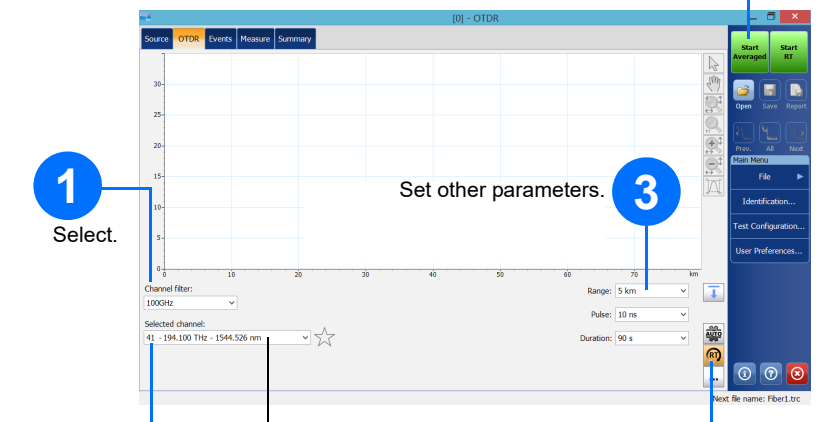 [0] - OTDR
Source OTDR Events Measure Summary
Start Averaged
Start RT
Open Save Report
Prev. All Next
Main Menu
File
Identification...
Test Configuration...
User Preferences...
30
25
20
15
10
5
0
0 10 20 30 40 50 60 70 km
1
Select.
Set other parameters.
3
Channel filter:
100GHz
Selected channel:
41 - 194.100 THz - 1544.526 nm
Range: 5 km
Pulse: 10 ns
Duration: 90 s
AUTO
RT
...
Next file name: Fiber1.trc